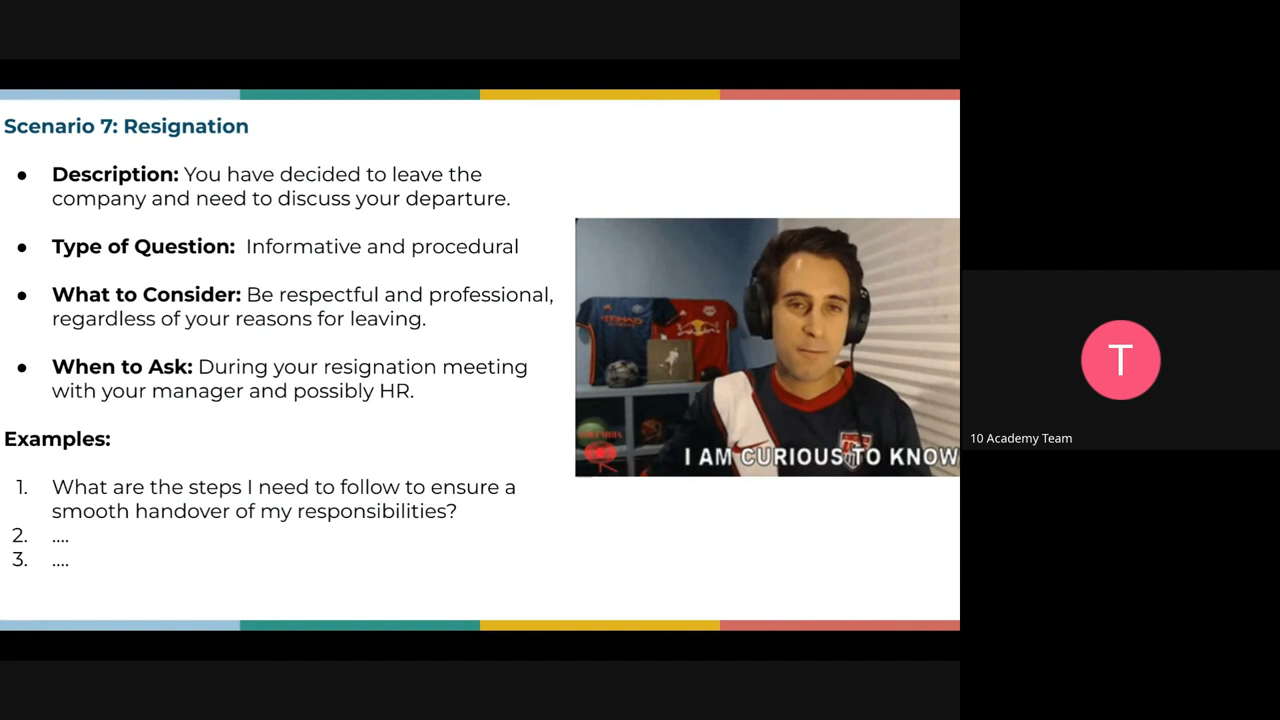 Scenario 7: Resignation
● Description: You have decided to leave the
company and need to discuss your departure.
● Type of Question: Informative and procedural
● What to Consider: Be respectful and professional,
regardless of your reasons for leaving.
● When to Ask: During your resignation meeting
with your manager and possibly HR.
Examples:
1. What are the steps I need to follow to ensure a
smooth handover of my responsibilities?
2. ....
3. ....
I AM CURIOUS TO KNOW
T
10 Academy Team